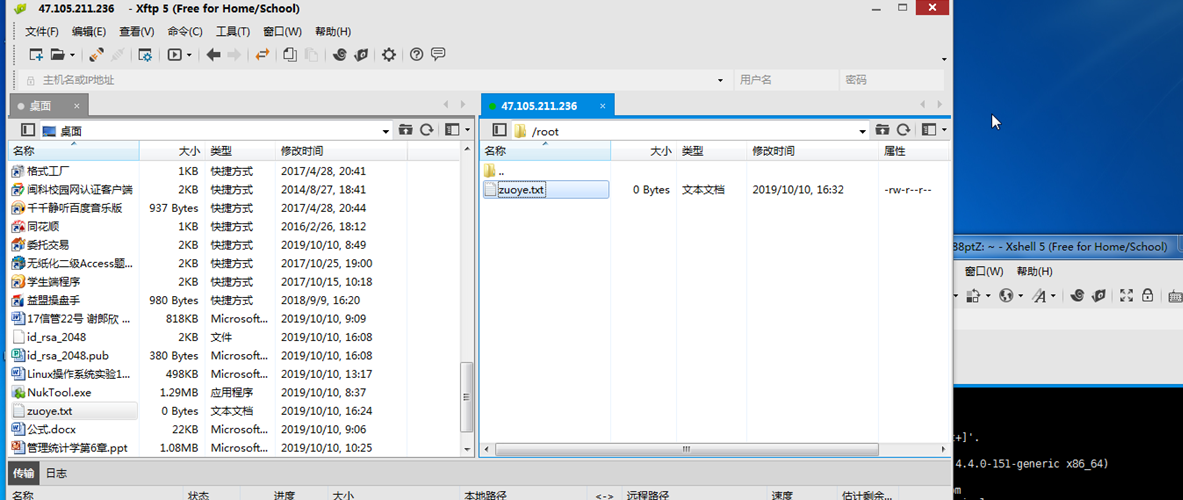 47.105.211.236 - Xftp 5 (Free for Home/School)
文件(F) 编辑(E) 查看(V) 命令(C) 工具(T) 窗口(W) 帮助(H)
主机名或IP地址 用户名 密码
桌面 × 47.105.211.236 ×
桌面 /root
名称 大小 类型 修改时间 名称 大小 类型 修改时间 属性
格式工厂 1KB 快捷方式 2017/4/28, 20:41 ..
闽科校园网认证客户端 2KB 快捷方式 2014/8/27, 18:41 zuoye.txt 0 Bytes 文本文档 2019/10/10, 16:32 -rw-r--r--
千千静听百度音乐版 937 Bytes 快捷方式 2017/4/28, 20:44
同花顺 1KB 快捷方式 2016/2/26, 18:12
委托交易 2KB 快捷方式 2019/10/10, 8:49
无纸化二级Access题... 2KB 快捷方式 2017/10/25, 19:00
88ptZ: ~ - Xshell 5 (Free for Home/School)
窗口(W) 帮助(H)
学生端程序 2KB 快捷方式 2017/10/15, 10:18
益盟操盘手 980 Bytes 快捷方式 2018/9/9, 16:20
17信管22号 谢郎欣 ... 818KB Microsoft... 2019/10/10, 9:09
id_rsa_2048 2KB 文件 2019/10/10, 16:08
id_rsa_2048.pub 380 Bytes Microsoft... 2019/10/10, 16:08
Linux操作系统实验1... 498KB Microsoft... 2019/10/10, 13:17
NukTool.exe 1.29MB 应用程序 2019/10/10, 8:37
zuoye.txt 0 Bytes 文本文档 2019/10/10, 16:24
公式.docx 22KB Microsoft... 2019/10/10, 9:06
管理统计学第6章.ppt 1.08MB Microsoft... 2019/10/10, 10:25
t+]'.
4.4.0-151-generic x86_64)
om
传输 日志
名称 状态 进度 大小 本地路径 <-> 远程路径 速度 估计剩余...